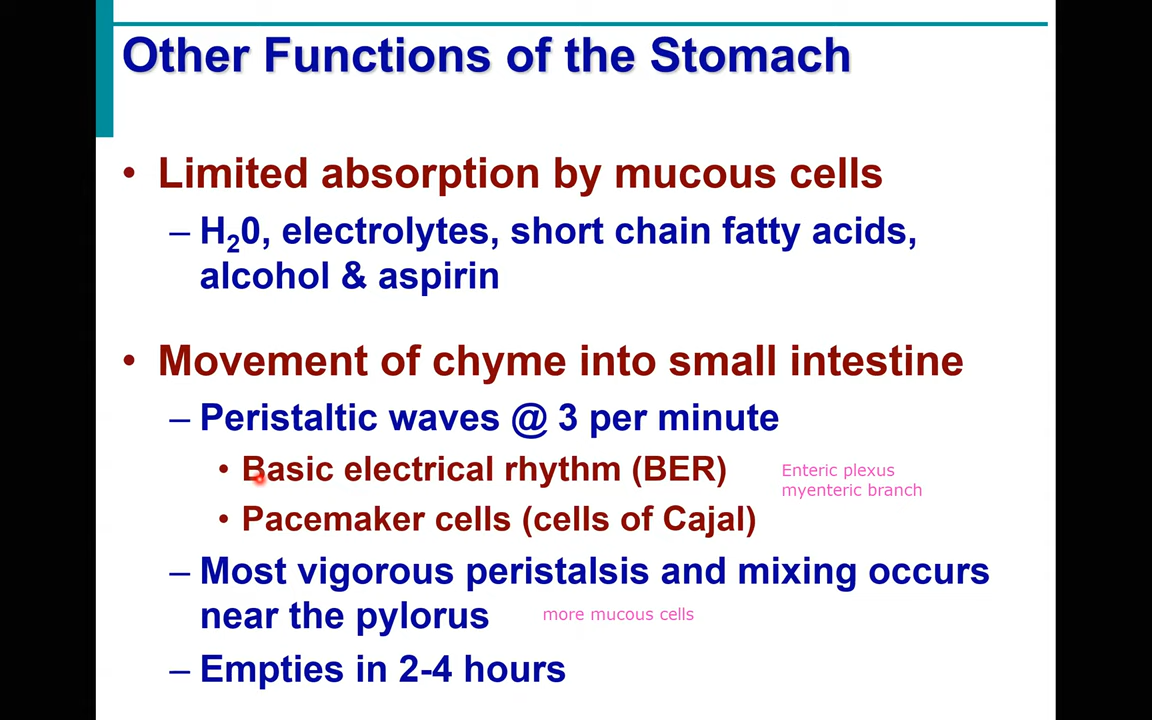 Other Functions of the Stomach
• Limited absorption by mucous cells
– H₂0, electrolytes, short chain fatty acids,
alcohol & aspirin
• Movement of chyme into small intestine
– Peristaltic waves @ 3 per minute
• Basic electrical rhythm (BER)
Enteric plexus
myenteric branch
• Pacemaker cells (cells of Cajal)
– Most vigorous peristalsis and mixing occurs
near the pylorus
more mucous cells
– Empties in 2-4 hours